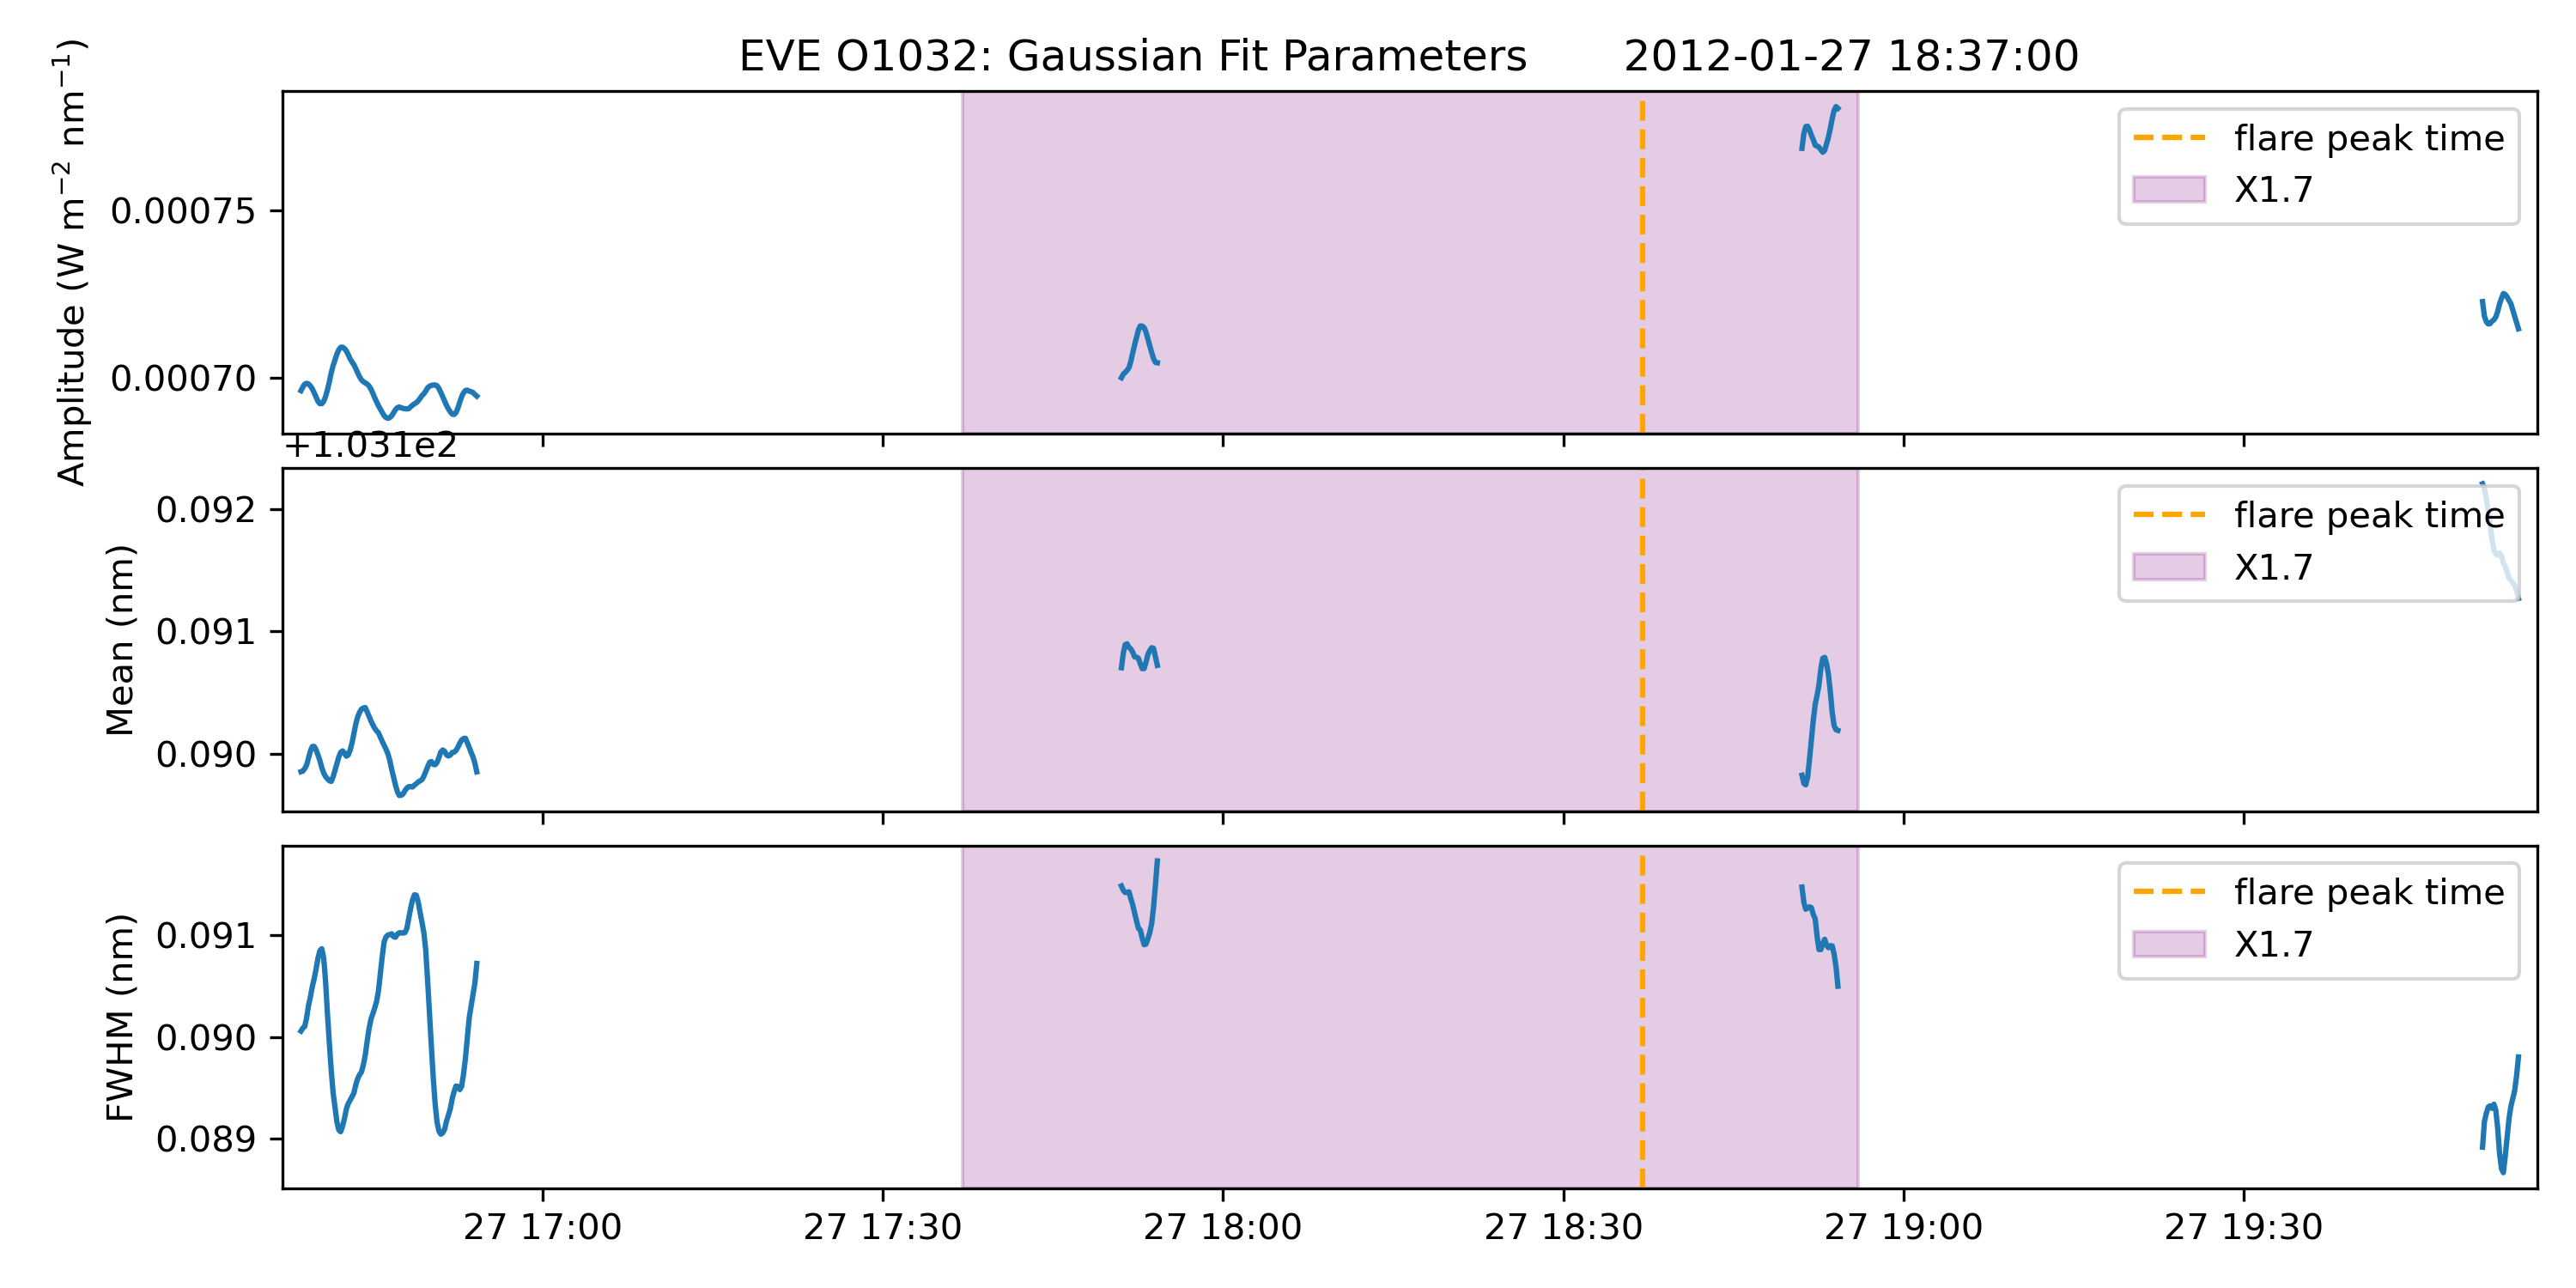 EVE O1032: Gaussian Fit Parameters 2012-01-27 18:37:00
Amplitude (W m⁻² nm⁻¹)
0.00075
0.00070
flare peak time
X1.7
+1.031e2
Mean (nm)
0.092
0.091
0.090
flare peak time
X1.7
FWHM (nm)
0.091
0.090
0.089
flare peak time
X1.7
27 17:00 27 17:30 27 18:00 27 18:30 27 19:00 27 19:30